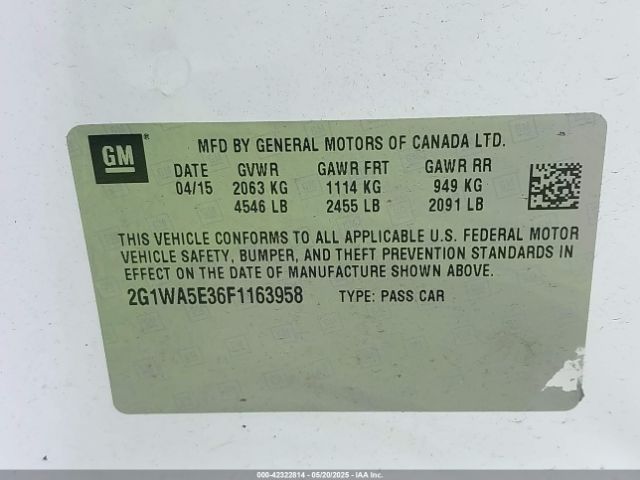 GM®
MFD BY GENERAL MOTORS OF CANADA LTD.
DATE GVWR GAWR FRT GAWR RR
04/15 2063 KG 1114 KG 949 KG
4546 LB 2455 LB 2091 LB
THIS VEHICLE CONFORMS TO ALL APPLICABLE U.S. FEDERAL MOTOR
VEHICLE SAFETY, BUMPER, AND THEFT PREVENTION STANDARDS IN
EFFECT ON THE DATE OF MANUFACTURE SHOWN ABOVE.
2G1WA5E36F1163958 TYPE: PASS CAR
000-42322814 - 05/20/2025 - IAA Inc.